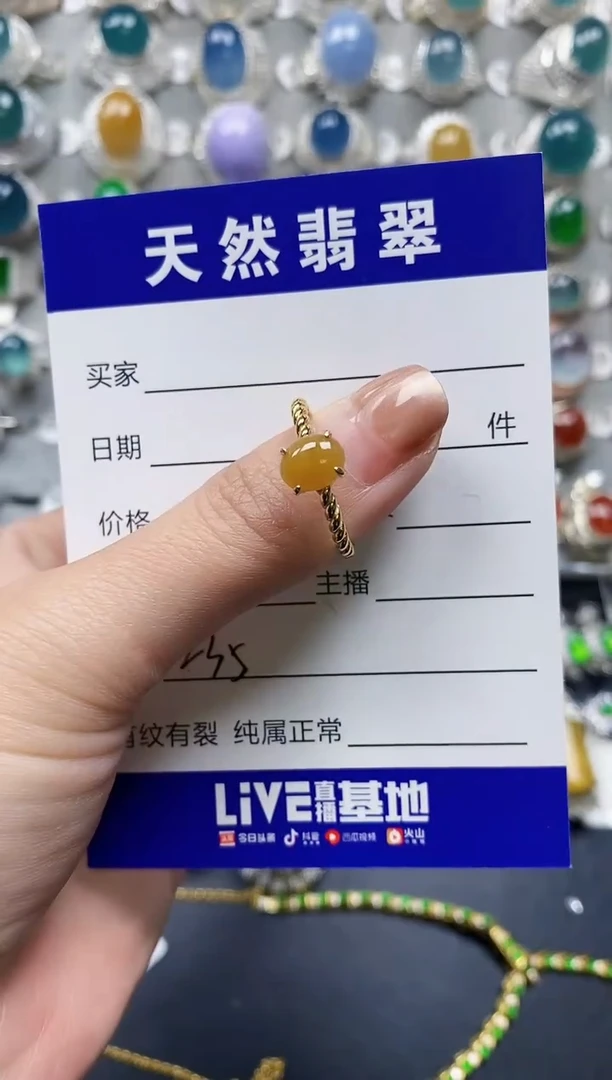 天然翡翠
买家
日期 件
价格
主播
有纹有裂 纯属正常
LiVE直播基地
今日头条 抖音 西瓜视频 火山